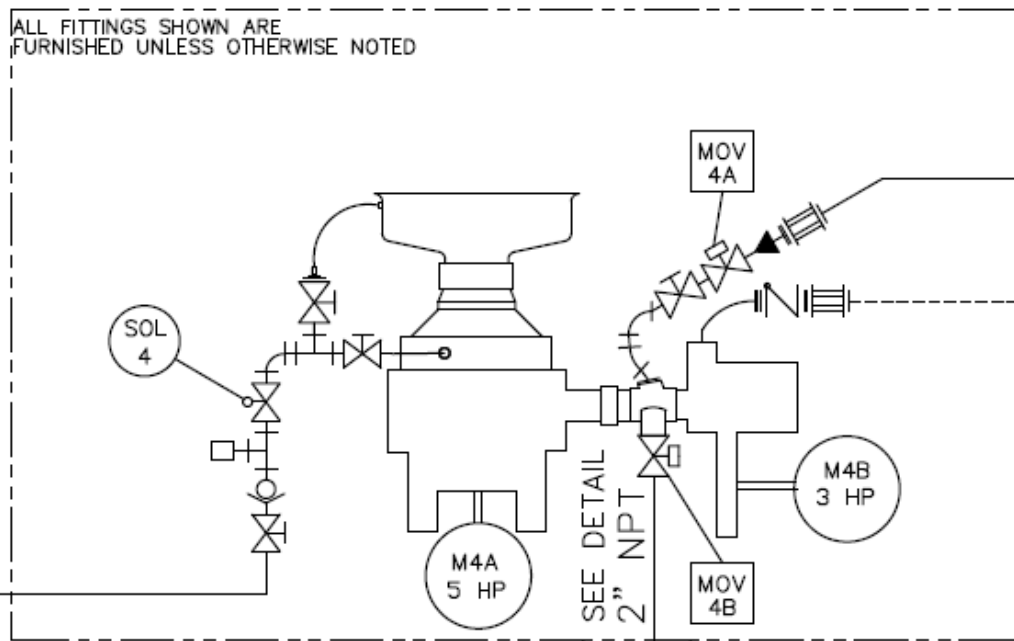 ALL FITTINGS SHOWN ARE
FURNISHED UNLESS OTHERWISE NOTED
MOV
4A
SOL
4
SEE DETAIL
2" NPT
M4B
3 HP
M4A
5 HP
MOV
4B